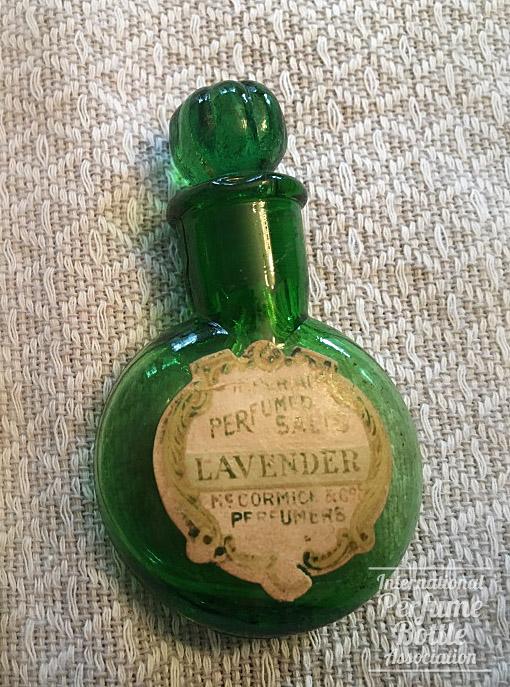 PERFUMED SALTS
LAVENDER
McCORMICK & Co
PERFUMERS
International
Perfume
Bottle
Association